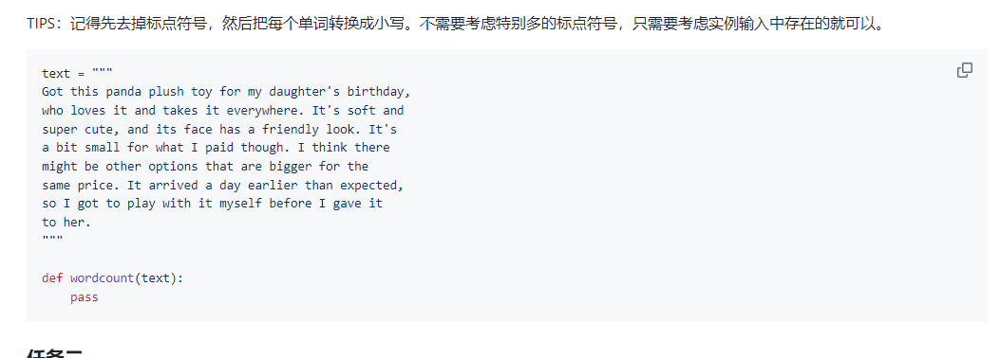 TIPS：记得先去掉标点符号，然后把每个单词转换成小写。不需要考虑特别多的标点符号，只需要考虑实例输入中存在的就可以。
text = """
Got this panda plush toy for my daughter's birthday,
who loves it and takes it everywhere. It's soft and
super cute, and its face has a friendly look. It's
a bit small for what I paid though. I think there
might be other options that are bigger for the
same price. It arrived a day earlier than expected,
so I got to play with it myself before I gave it
to her.
"""
def wordcount(text):
    pass